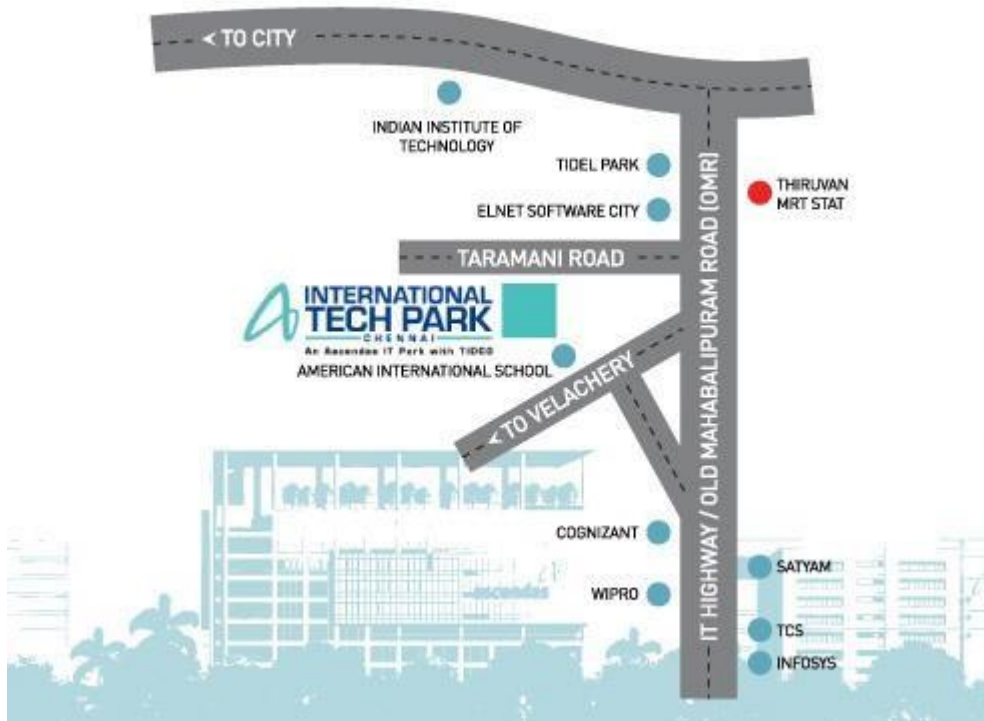 < TO CITY
INDIAN INSTITUTE OF
TECHNOLOGY
TIDEL PARK
ELNET SOFTWARE CITY
THIRUVAN
MRT STAT
TARAMANI ROAD
INTERNATIONAL
TECH PARK
CHENNAI
An Ascendas IT Park with TIDCO
AMERICAN INTERNATIONAL SCHOOL
< TO VELACHERY
IT HIGHWAY / OLD MAHABALIPURAM ROAD (OMR)
COGNIZANT
SATYAM
ascendas
WIPRO
TCS
INFOSYS